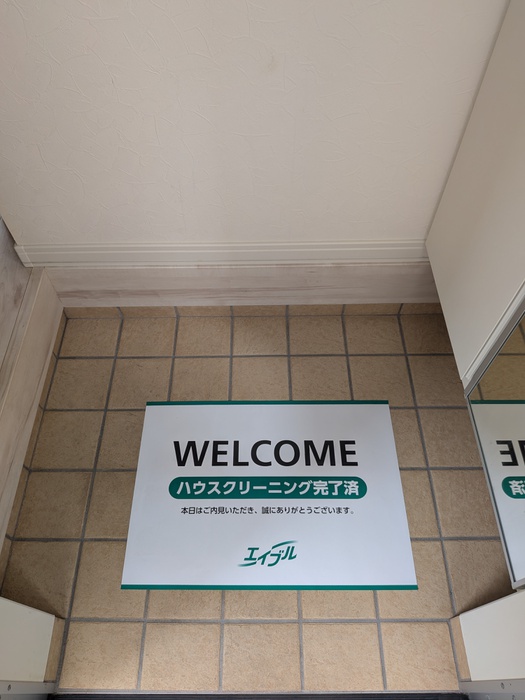 WELCOME
ハウスクリーニング完了済
本日はご内見いただき、誠にありがとうございます。
エイブル